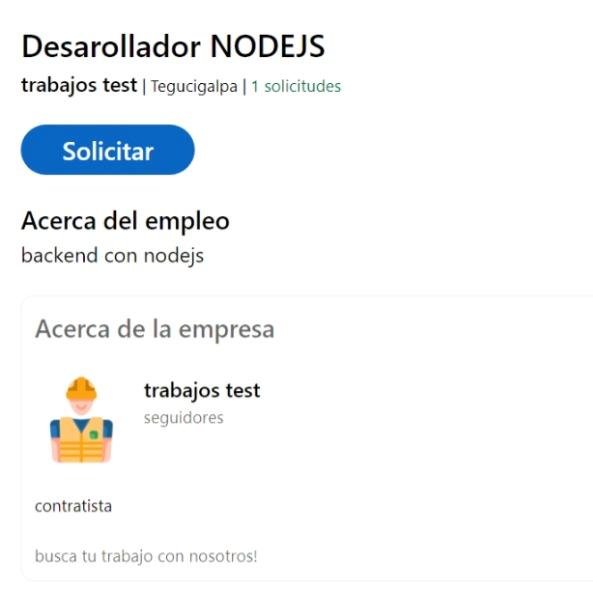 Desarollador NODEJS
trabajos test | Tegucigalpa | 1 solicitudes
Solicitar
Acerca del empleo
backend con nodejs
Acerca de la empresa
trabajos test
seguidores
contratista
busca tu trabajo con nosotros!